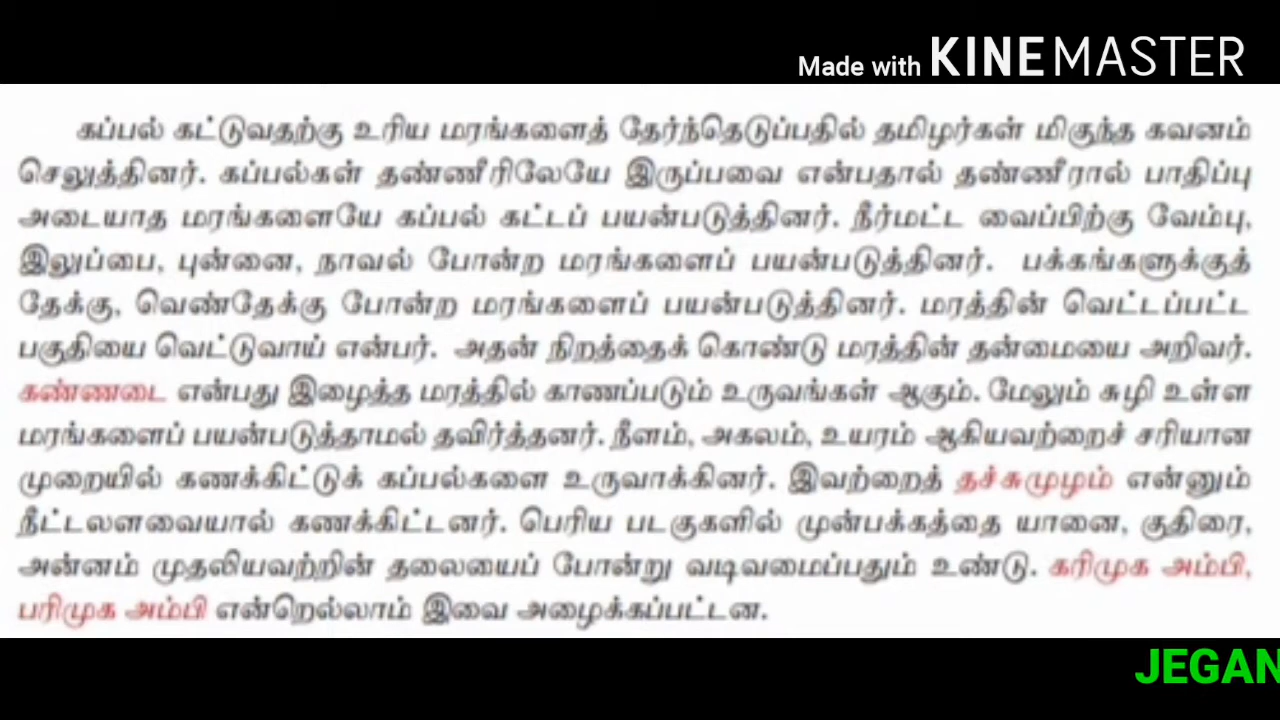 Made with KINEMASTER
கப்பல் கட்டுவதற்கு உரிய மரங்களைத் தேர்ந்தெடுப்பதில் தமிழர்கள் மிகுந்த கவனம்
செலுத்தினர். கப்பல்கள் தண்ணீரிலேயே இருப்பவை என்பதால் தண்ணீரால் பாதிப்பு
அடையாத மரங்களையே கப்பல் கட்டப் பயன்படுத்தினர். நீர்மட்ட வைப்பிற்கு வேம்பு,
இலுப்பை, புன்னை, நாவல் போன்ற மரங்களைப் பயன்படுத்தினர். பக்கங்களுக்குத்
தேக்கு, வெண்தேக்கு போன்ற மரங்களைப் பயன்படுத்தினர். மரத்தின் வெட்டப்பட்ட
பகுதியை வெட்டுவாய் என்பர். அதன் நிறத்தைக் கொண்டு மரத்தின் தன்மையை அறிவர்.
கண்ணடை என்பது இழைத்த மரத்தில் காணப்படும் உருவங்கள் ஆகும். மேலும் சுழி உள்ள
மரங்களைப் பயன்படுத்தாமல் தவிர்த்தனர். நீளம், அகலம், உயரம் ஆகியவற்றைச் சரியான
முறையில் கணக்கிட்டுக் கப்பல்களை உருவாக்கினர். இவற்றைத் தச்சுமுழம் என்னும்
நீட்டலளவையால் கணக்கிட்டனர். பெரிய படகுகளில் முன்பக்கத்தை யானை, குதிரை,
அன்னம் முதலியவற்றின் தலையைப் போன்று வடிவமைப்பதும் உண்டு. கரிமுக அம்பி,
பரிமுக அம்பி என்றெல்லாம் இவை அழைக்கப்பட்டன.
JEGAN